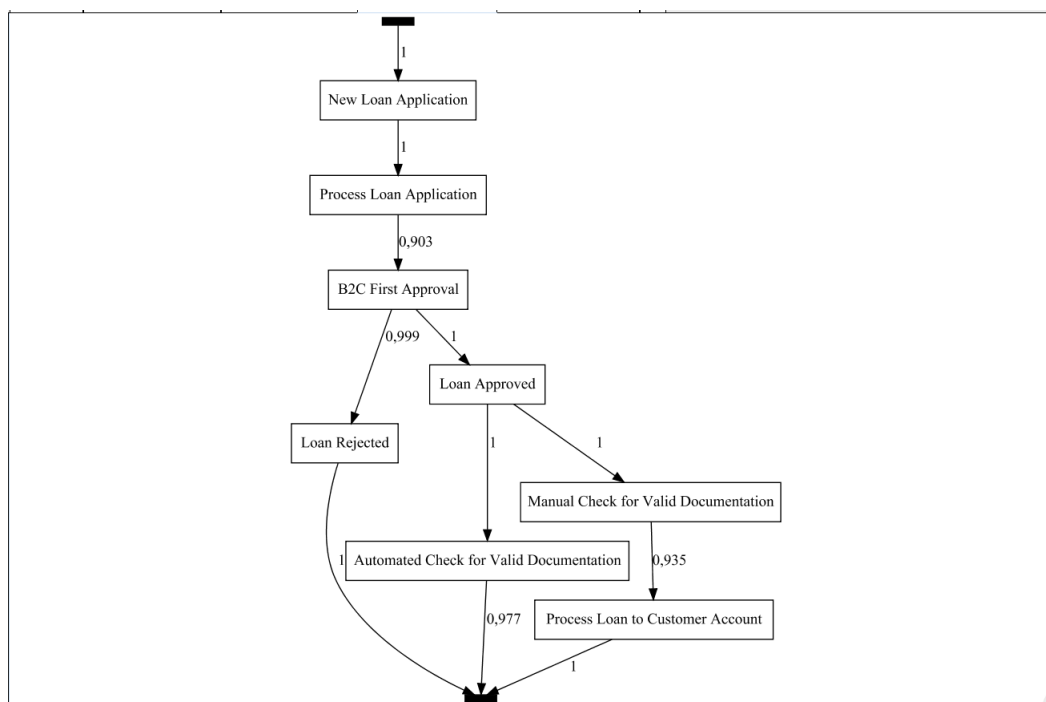 1
New Loan Application
1
Process Loan Application
0,903
B2C First Approval
0,999
1
Loan Approved
Loan Rejected
1
1
Manual Check for Valid Documentation
1
Automated Check for Valid Documentation
0,935
0,977
Process Loan to Customer Account
1